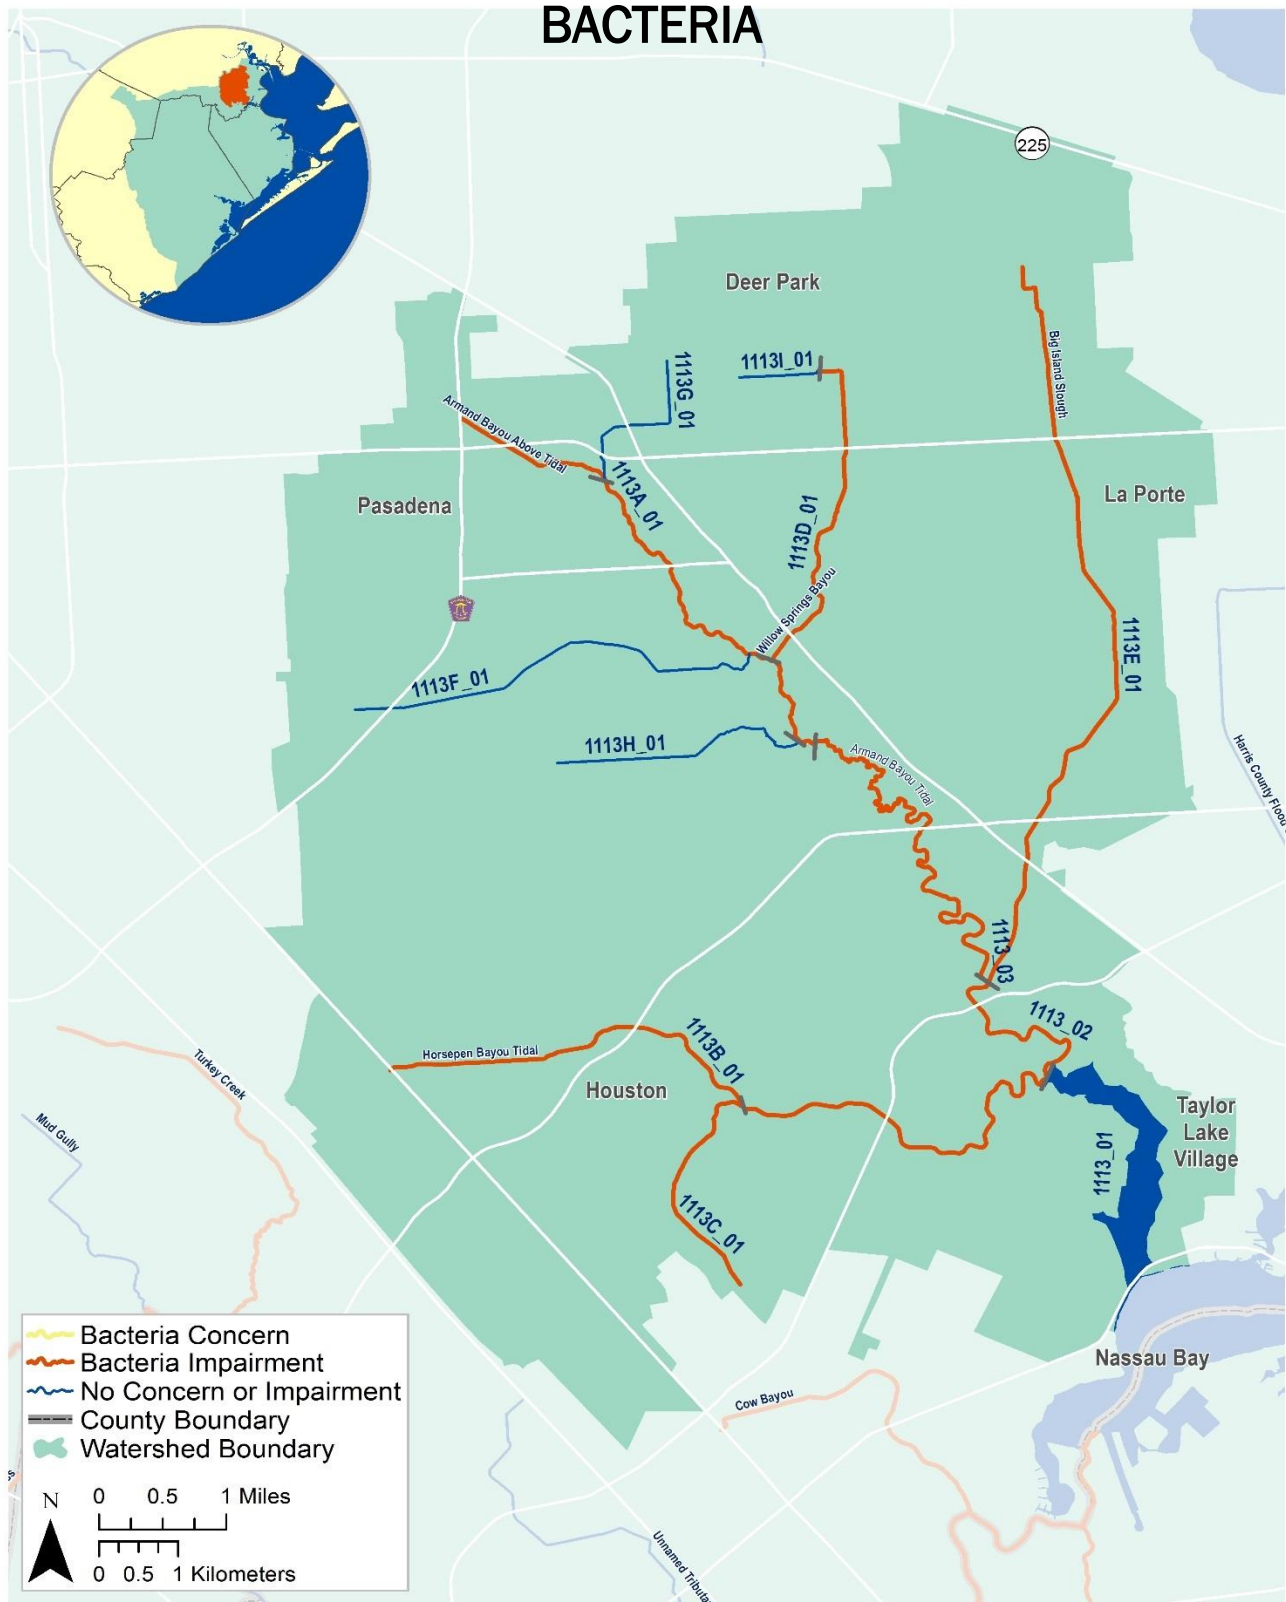 BACTERIA
225
Deer Park
1113I_01
1113G_01
Big Island Slough
Armand Bayou Above Tidal
1113A_01
Pasadena
La Porte
1113D_01
Willow Springs Bayou
1113E_01
1113F_01
1113H_01
Armand Bayou Tidal
Harris County Flood
1113_03
1113_02
Horsepen Bayou Tidal
1113B_01
Turkey Creek
Houston
Mud Gully
Taylor
Lake
Village
1113_01
1113C_01
Nassau Bay
Cow Bayou
Unnamed Tributa
Bacteria Concern
Bacteria Impairment
No Concern or Impairment
County Boundary
Watershed Boundary
N
0 0.5 1 Miles
0 0.5 1 Kilometers